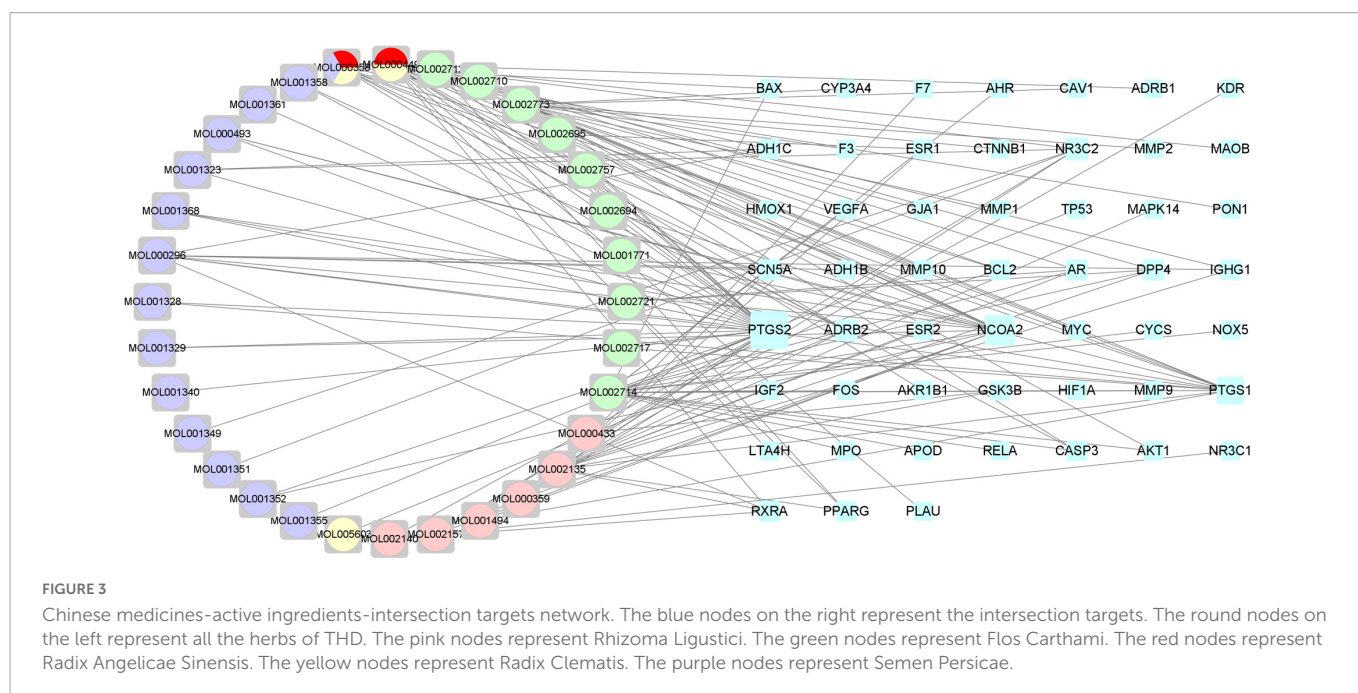 MOL000358
MOL000449
MOL002710
MOL002773
MOL002695
MOL002757
MOL002694
MOL001771
MOL002721
MOL002717
MOL002714
MOL000433
MOL002135
MOL000359
MOL001494
MOL002157
MOL002140
MOL005603
MOL001355
MOL001352
MOL001351
MOL001349
MOL001340
MOL001329
MOL001328
MOL000296
MOL001368
MOL001323
MOL000493
MOL001361
MOL001358
BAX CYP3A4 F7 AHR CAV1 ADRB1 KDR
ADH1C F3 ESR1 CTNNB1 NR3C2 MMP2 MAOB
HMOX1 VEGFA GJA1 MMP1 TP53 MAPK14 PON1
SCN5A ADH1B MMP10 BCL2 AR DPP4 IGHG1
PTGS2 ADRB2 ESR2 NCOA2 MYC CYCS NOX5
IGF2 FOS AKR1B1 GSK3B HIF1A MMP9 PTGS1
LTA4H MPO APOD RELA CASP3 AKT1 NR3C1
RXRA PPARG PLAU
FIGURE 3
Chinese medicines-active ingredients-intersection targets network. The blue nodes on the right represent the intersection targets. The round nodes on
the left represent all the herbs of THD. The pink nodes represent Rhizoma Ligustici. The green nodes represent Flos Carthami. The red nodes represent
Radix Angelicae Sinensis. The yellow nodes represent Radix Clematis. The purple nodes represent Semen Persicae.